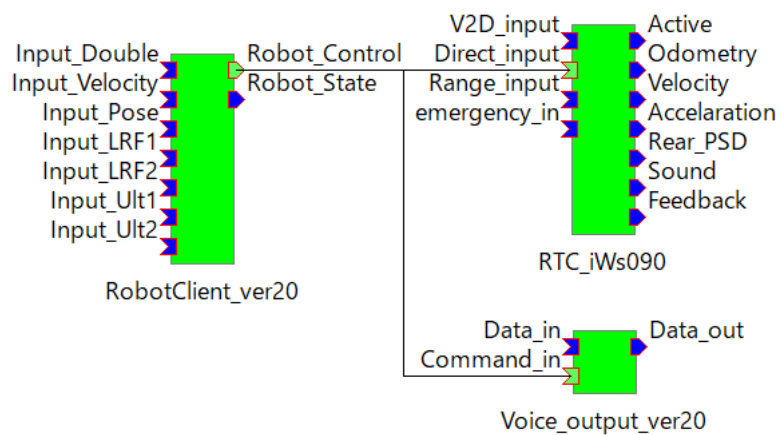 Input_Double
Input_Velocity
Input_Pose
Input_LRF1
Input_LRF2
Input_Ult1
Input_Ult2
Robot_Control
Robot_State
RobotClient_ver20
V2D_input
Direct_input
Range_input
emergency_in
Active
Odometry
Velocity
Accelaration
Rear_PSD
Sound
Feedback
RTC_iWs090
Data_in
Command_in
Data_out
Voice_output_ver20